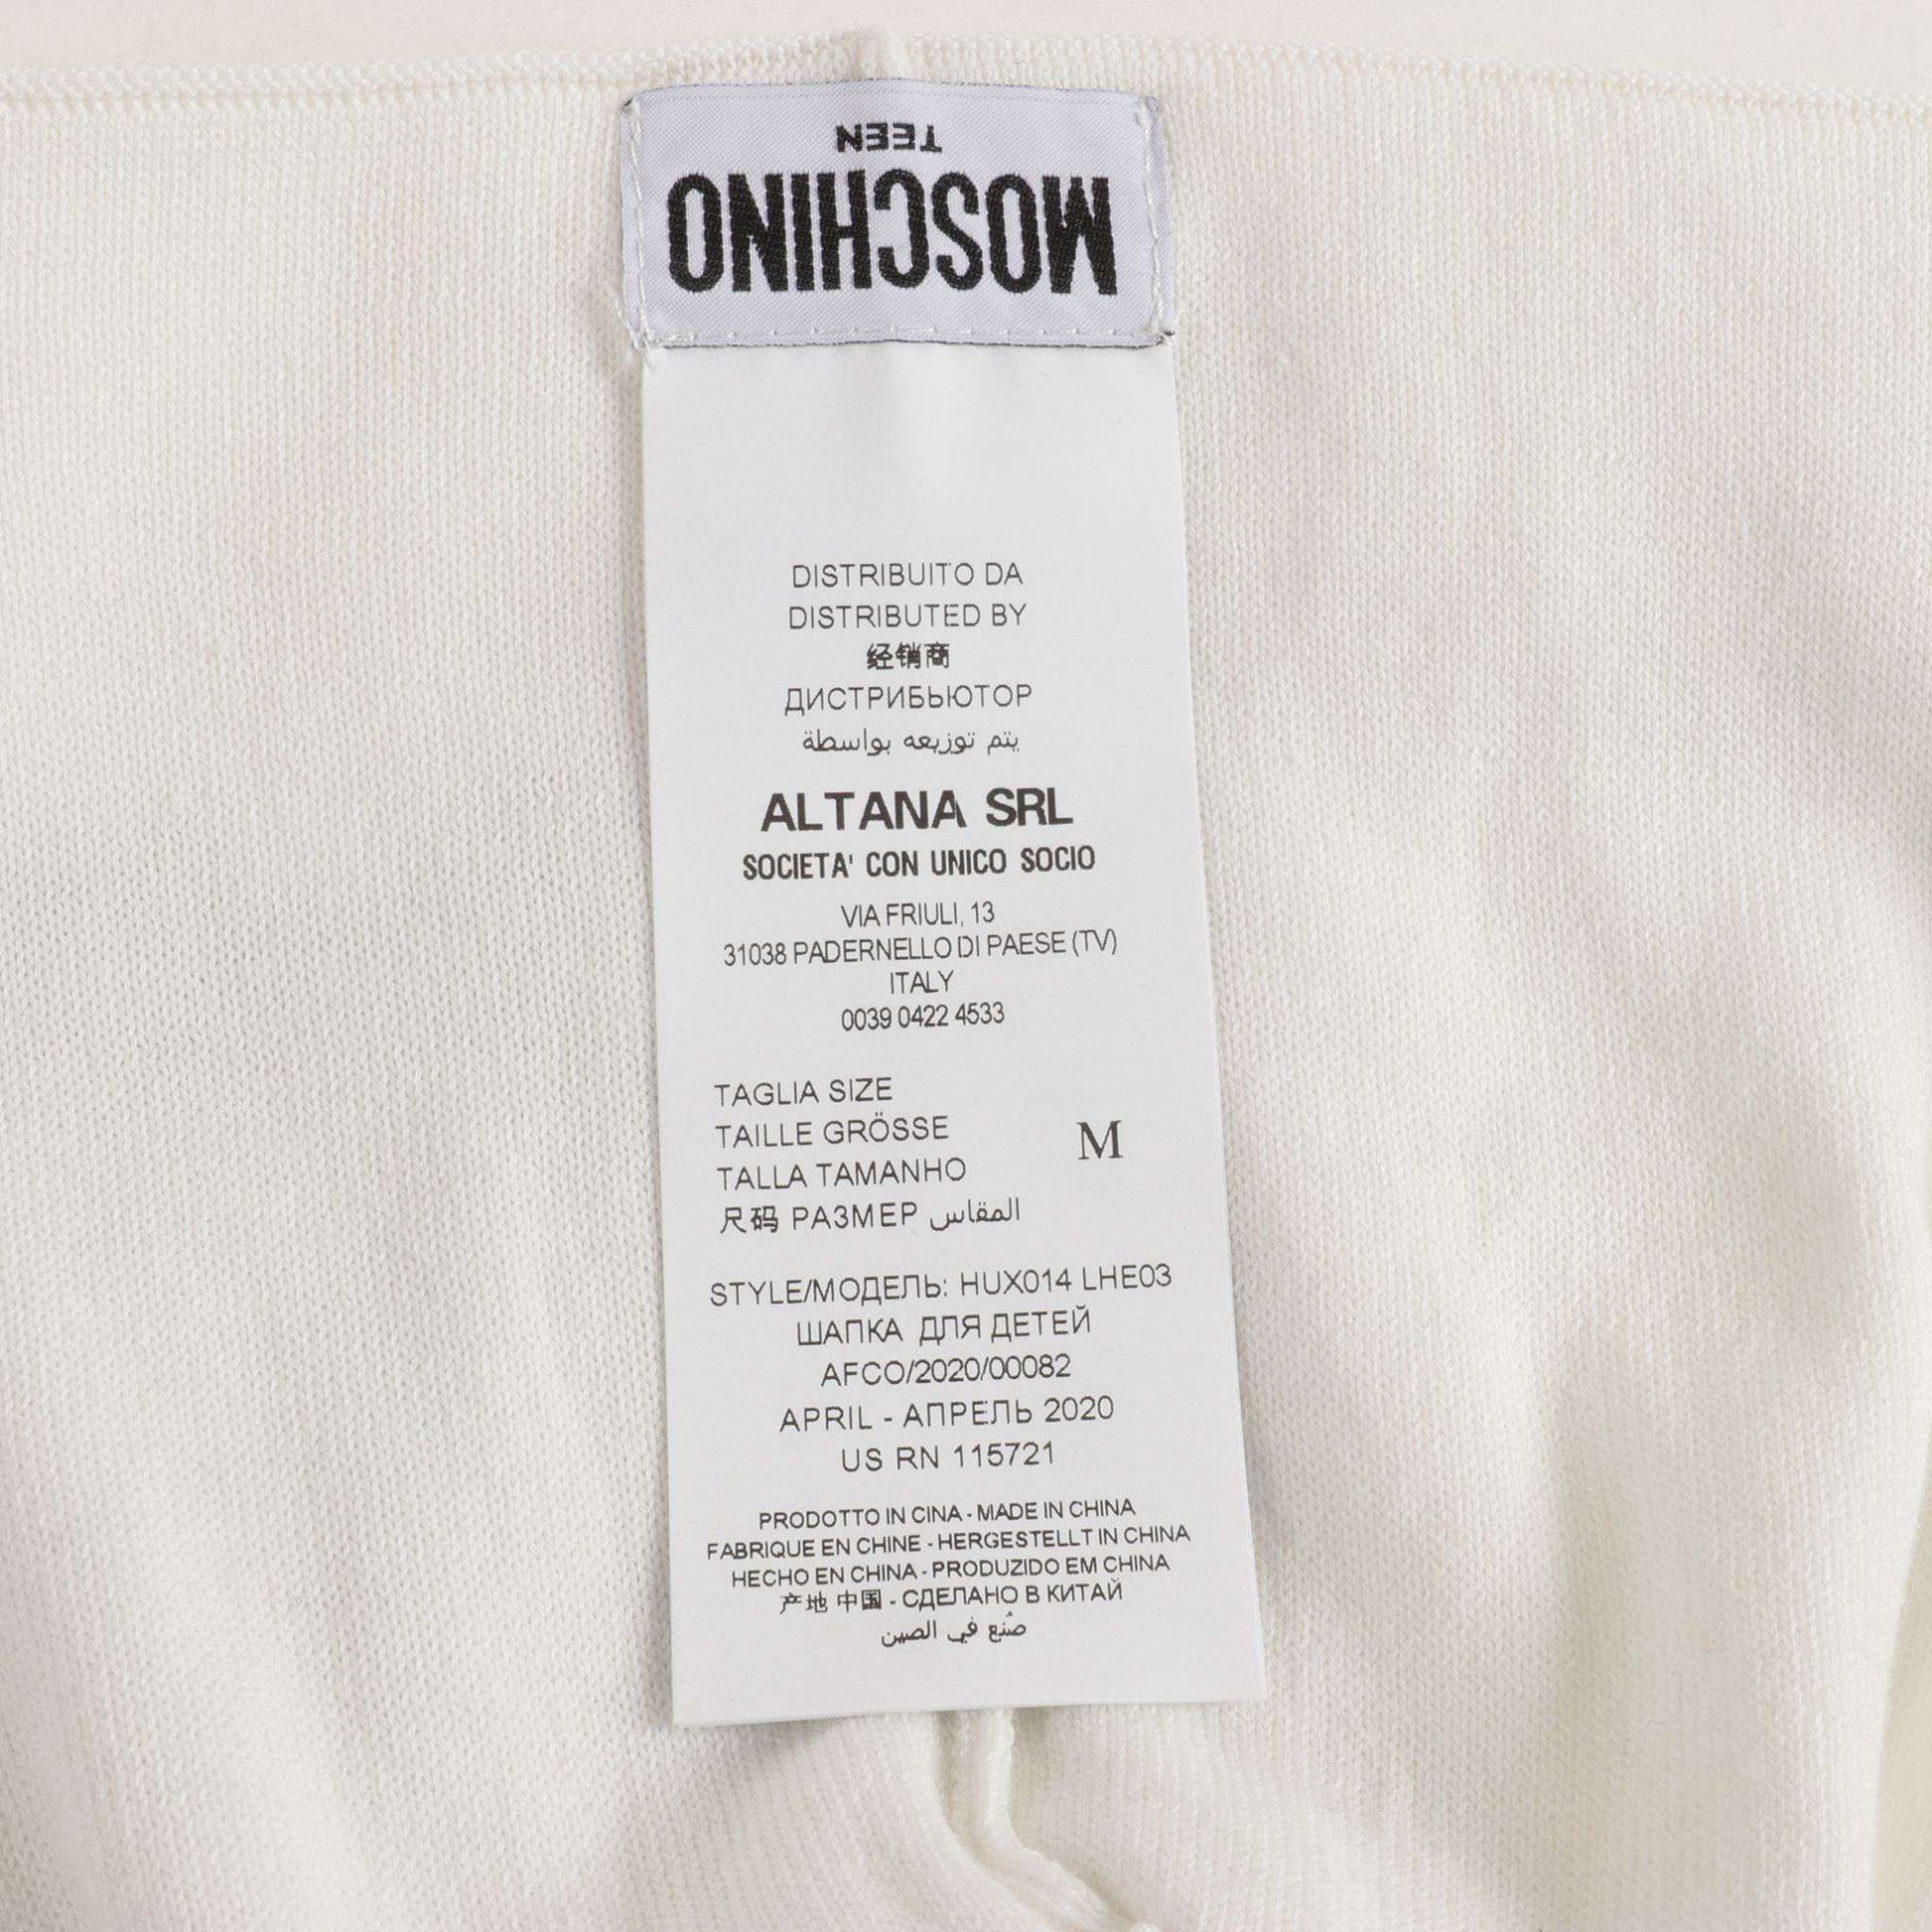 MOSCHINO
TEEN
DISTRIBUITO DA
DISTRIBUTED BY
经销商
ДИСТРИБЬЮТОР
يتم توزيعه بواسطة
ALTANA SRL
SOCIETA' CON UNICO SOCIO
VIA FRIULI, 13
31038 PADERNELLO DI PAESE (TV)
ITALY
0039 0422 4533
TAGLIA SIZE
TAILLE GRÖSSE
M
TALLA TAMANHO
尺码 РАЗМЕР المقاس
STYLE/МОДЕЛЬ: HUX014 LHE03
ШАПКА ДЛЯ ДЕТЕЙ
AFCO/2020/00082
APRIL - АПРЕЛЬ 2020
US RN 115721
PRODOTTO IN CINA - MADE IN CHINA
FABRIQUE EN CHINE - HERGESTELLT IN CHINA
HECHO EN CHINA - PRODUZIDO EM CHINA
产地 中国 - СДЕЛАНО В КИТАЙ
صُنع في الصين